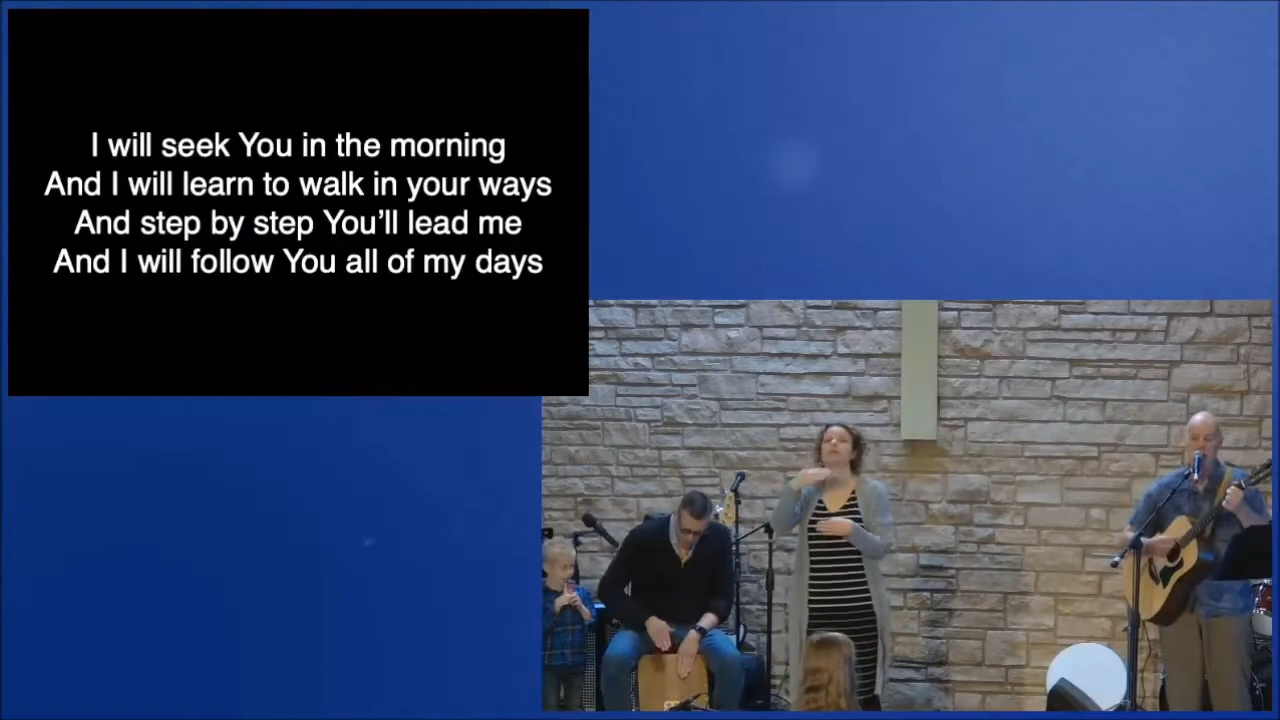 I will seek You in the morning
And I will learn to walk in your ways
And step by step You'll lead me
And I will follow You all of my days